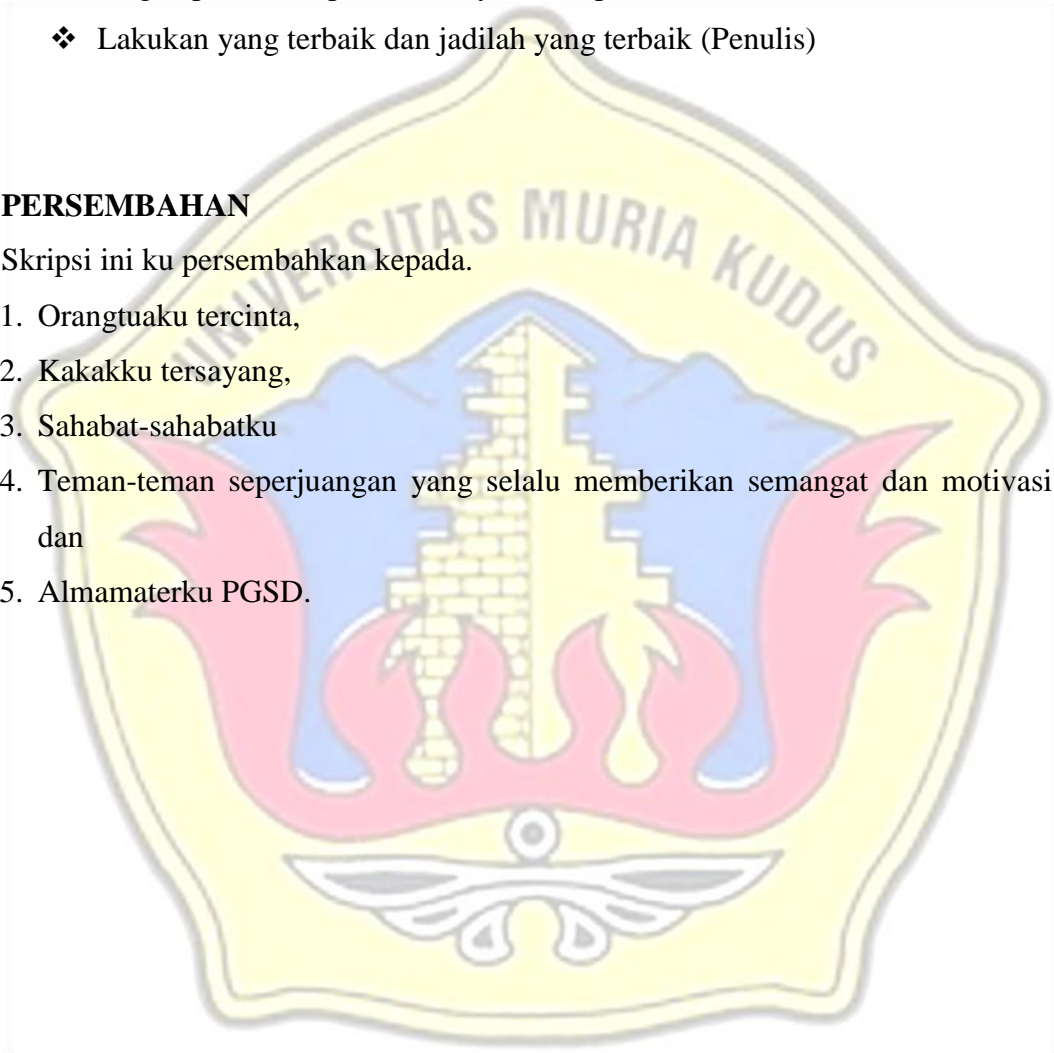 ❖ Lakukan yang terbaik dan jadilah yang terbaik (Penulis)
PERSEMBAHAN
Skripsi ini ku persembahkan kepada.
1. Orangtuaku tercinta,
2. Kakakku tersayang,
3. Sahabat-sahabatku
4. Teman-teman seperjuangan yang selalu memberikan semangat dan motivasi
dan
5. Almamaterku PGSD.
UNIVERSITAS MURIA KUDUS